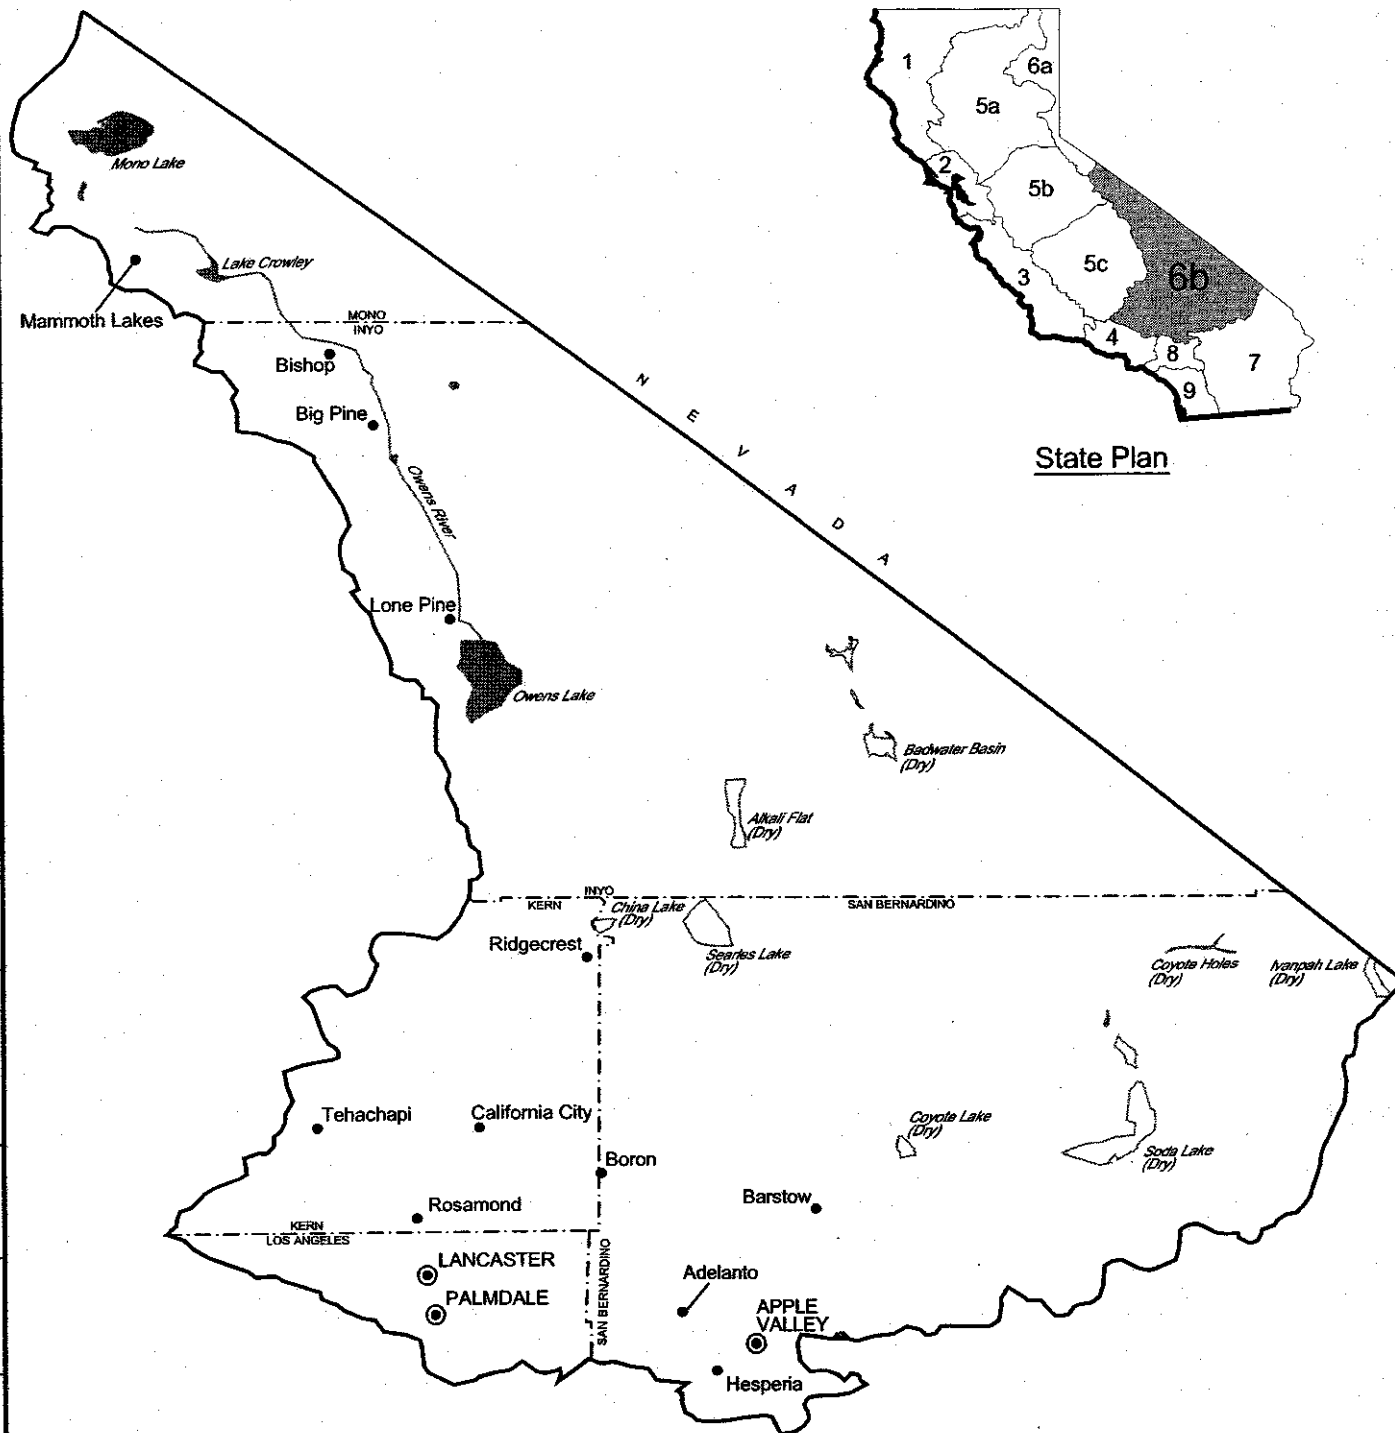 1
6a
5a
2
5b
5c
6b
3
4
8
7
9
State Plan
Mono Lake
Lake Crowley
Mammoth Lakes
MONO
INYO
Bishop
Big Pine
Owens River
N E V A D A
Lone Pine
Owens Lake
Badwater Basin
(Dry)
Alkali Flat
(Dry)
INYO
KERN
SAN BERNARDINO
China Lake
(Dry)
Ridgecrest
Searles Lake
(Dry)
Coyote Holes
(Dry)
Ivanpah Lake
(Dry)
Tehachapi
California City
Coyote Lake
(Dry)
Soda Lake
(Dry)
Boron
Barstow
Rosamond
KERN
LOS ANGELES
SAN BERNARDINO
LANCASTER
PALMDALE
Adelanto
APPLE
VALLEY
Hesperia